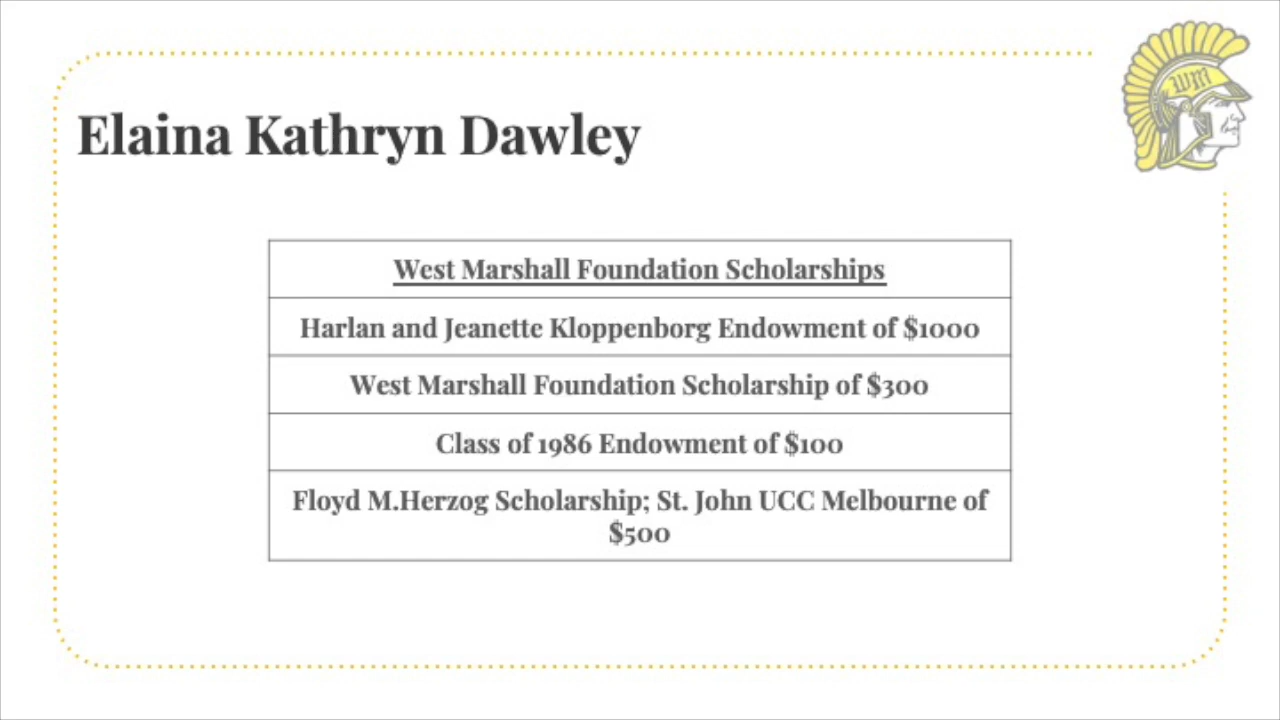 WM
Elaina Kathryn Dawley
West Marshall Foundation Scholarships
Harlan and Jeanette Kloppenborg Endowment of $1000
West Marshall Foundation Scholarship of $300
Class of 1986 Endowment of $100
Floyd M.Herzog Scholarship; St. John UCC Melbourne of
$500